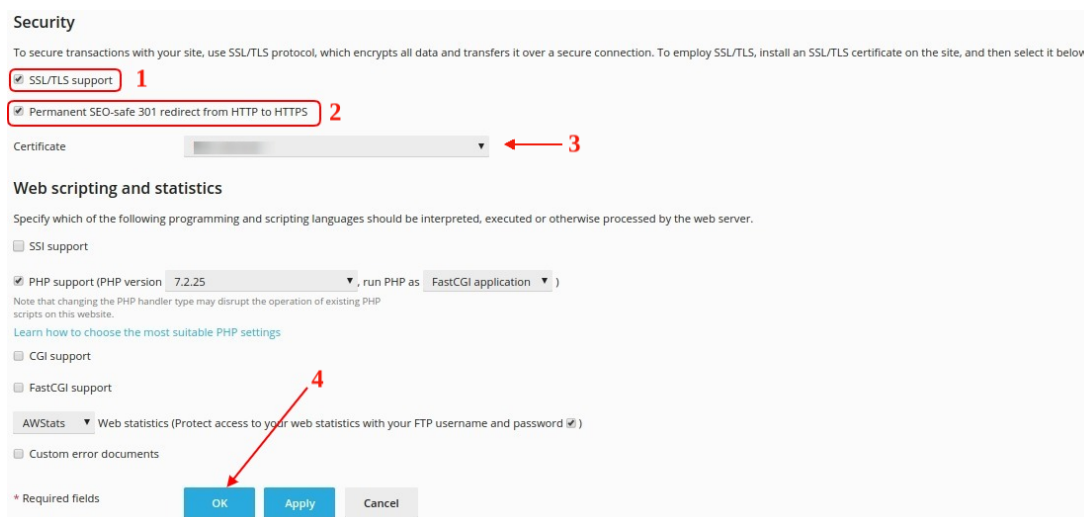 Security
To secure transactions with your site, use SSL/TLS protocol, which encrypts all data and transfers it over a secure connection. To employ SSL/TLS, install an SSL/TLS certificate on the site, and then select it below
SSL/TLS support 1
Permanent SEO-safe 301 redirect from HTTP to HTTPS 2
Certificate 3
Web scripting and statistics
Specify which of the following programming and scripting languages should be interpreted, executed or otherwise processed by the web server.
SSI support
PHP support (PHP version 7.2.25 , run PHP as FastCGI application )
Note that changing the PHP handler type may disrupt the operation of existing PHP
scripts on this website.
Learn how to choose the most suitable PHP settings
CGI support
FastCGI support
4
AWStats Web statistics (Protect access to your web statistics with your FTP username and password )
Custom error documents
* Required fields OK Apply Cancel